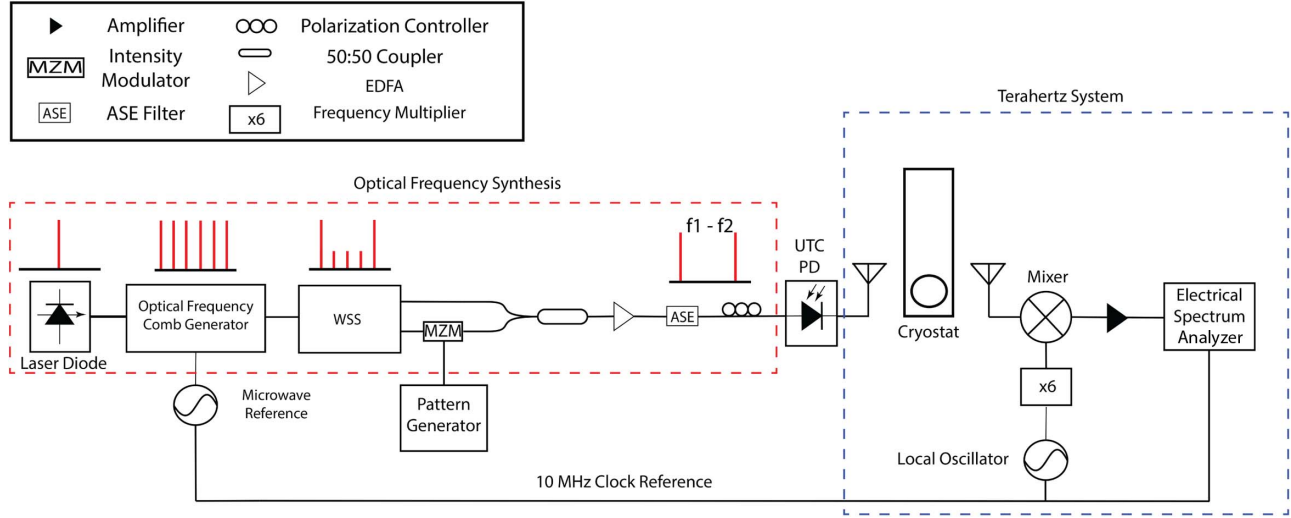 Amplifier
Polarization Controller
MZM
Intensity
Modulator
50:50 Coupler
EDFA
ASE
ASE Filter
x6
Frequency Multiplier
Terahertz System
Optical Frequency Synthesis
f1 - f2
UTC
PD
Laser Diode
Optical Frequency
Comb Generator
WSS
MZM
ASE
Cryostat
Mixer
Electrical
Spectrum
Analyzer
Microwave
Reference
Pattern
Generator
x6
Local Oscillator
10 MHz Clock Reference